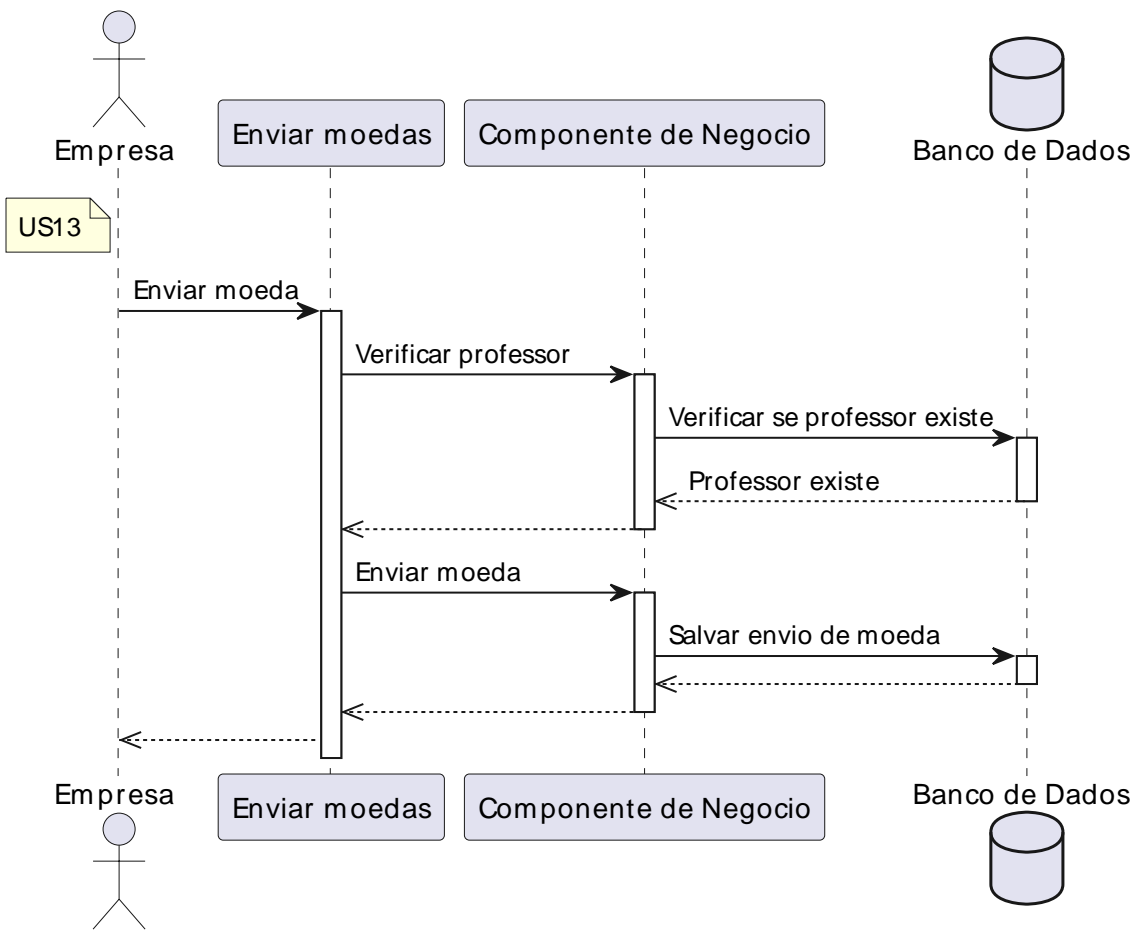 Empresa
Enviar moedas
Componente de Negocio
Banco de Dados
US13
Enviar moeda
Verificar professor
Verificar se professor existe
Professor existe
Enviar moeda
Salvar envio de moeda
Empresa
Enviar moedas
Componente de Negocio
Banco de Dados